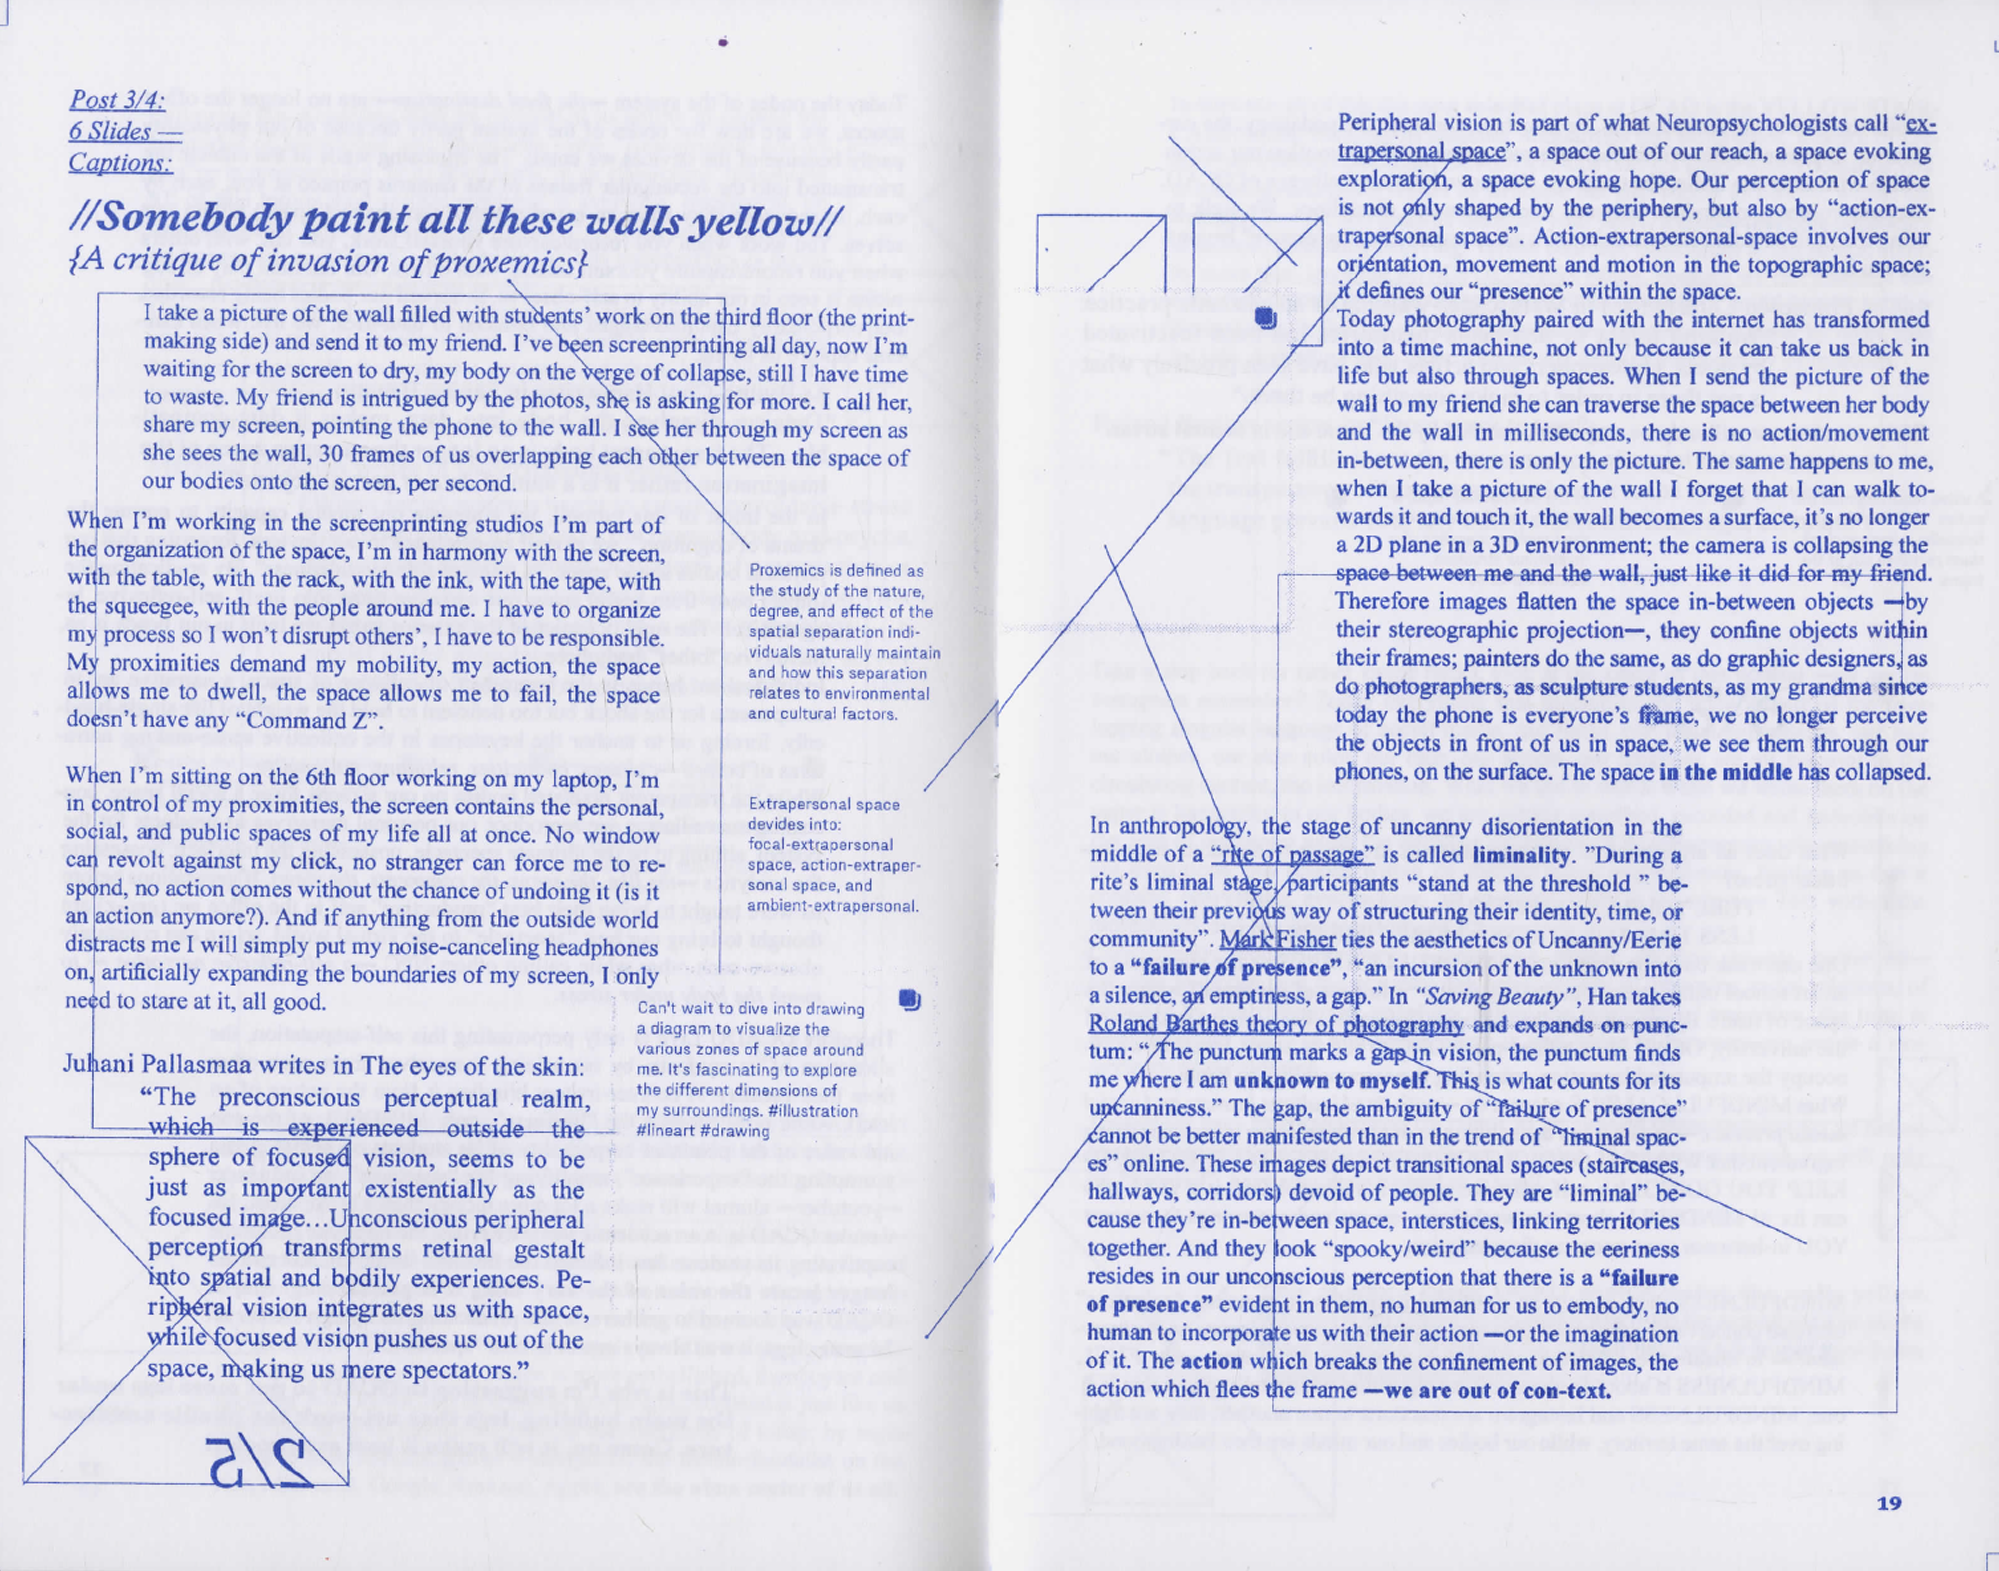 Post 3/4:
6 Slides —
Captions:
//Somebody paint all these walls yellow//
{A critique of invasion of proxemics}
I take a picture of the wall filled with students’ work on the third floor (the print-
making side) and send it to my friend. I’ve been screenprinting all day, now I’m
waiting for the screen to dry, my body on the verge of collapse, still I have time
to waste. My friend is intrigued by the photos, she is asking for more. I call her,
share my screen, pointing the phone to the wall. I see her through my screen as
she sees the wall, 30 frames of us overlapping each other between the space of
our bodies onto the screen, per second.
When I’m working in the screenprinting studios I’m part of
the organization of the space, I’m in harmony with the screen,
with the table, with the rack, with the ink, with the tape, with
the squeegee, with the people around me. I have to organize
my process so I won’t disrupt others’, I have to be responsible.
My proximities demand my mobility, my action, the space
allows me to dwell, the space allows me to fail, the space
doesn’t have any “Command Z”.
When I’m sitting on the 6th floor working on my laptop, I’m
in control of my proximities, the screen contains the personal,
social, and public spaces of my life all at once. No window
can revolt against my click, no stranger can force me to re-
spond, no action comes without the chance of undoing it (is it
an action anymore?). And if anything from the outside world
distracts me I will simply put my noise-canceling headphones
on, artificially expanding the boundaries of my screen, I only
need to stare at it, all good.
Juhani Pallasmaa writes in The eyes of the skin:
“The preconscious perceptual realm,
which is experienced outside the
sphere of focused vision, seems to be
just as important existentially as the
focused image…Unconscious peripheral
perception transforms retinal gestalt
into spatial and bodily experiences. Pe-
ripheral vision integrates us with space,
while focused vision pushes us out of the
space, making us mere spectators.”
Proxemics is defined as
the study of the nature,
degree, and effect of the
spatial separation indi-
viduals naturally maintain
and how this separation
relates to environmental
and cultural factors.
Extrapersonal space
devides into:
focal-extrapersonal
space, action-extraper-
sonal space, and
ambient-extrapersonal.
Can't wait to dive into drawing
a diagram to visualize the
various zones of space around
me. It's fascinating to explore
the different dimensions of
my surroundings. #illustration
#lineart #drawing
2/5
Peripheral vision is part of what Neuropsychologists call “ex-
trapersonal space”, a space out of our reach, a space evoking
exploration, a space evoking hope. Our perception of space
is not only shaped by the periphery, but also by “action-ex-
trapersonal space”. Action-extrapersonal-space involves our
orientation, movement and motion in the topographic space;
it defines our “presence” within the space.
Today photography paired with the internet has transformed
into a time machine, not only because it can take us back in
life but also through spaces. When I send the picture of the
wall to my friend she can traverse the space between her body
and the wall in milliseconds, there is no action/movement
in-between, there is only the picture. The same happens to me,
when I take a picture of the wall I forget that I can walk to-
wards it and touch it, the wall becomes a surface, it’s no longer
a 2D plane in a 3D environment; the camera is collapsing the
space between me and the wall, just like it did for my friend.
Therefore images flatten the space in-between objects —by
their stereographic projection—, they confine objects within
their frames; painters do the same, as do graphic designers, as
do photographers, as sculpture students, as my grandma since
today the phone is everyone’s frame, we no longer perceive
the objects in front of us in space, we see them through our
phones, on the surface. The space in the middle has collapsed.
In anthropology, the stage of uncanny disorientation in the
middle of a “rite of passage” is called liminality. ”During a
rite’s liminal stage, participants “stand at the threshold ” be-
tween their previous way of structuring their identity, time, or
community”. Mark Fisher ties the aesthetics of Uncanny/Eerie
to a “failure of presence”, “an incursion of the unknown into
a silence, an emptiness, a gap.” In “Saving Beauty”, Han takes
Roland Barthes theory of photography and expands on punc-
tum: “ The punctum marks a gap in vision, the punctum finds
me where I am unknown to myself. This is what counts for its
uncanniness.” The gap, the ambiguity of “failure of presence”
cannot be better manifested than in the trend of “liminal spac-
es” online. These images depict transitional spaces (staircases,
hallways, corridors) devoid of people. They are “liminal” be-
cause they’re in-between space, interstices, linking territories
together. And they look “spooky/weird” because the eeriness
resides in our unconscious perception that there is a “failure
of presence” evident in them, no human for us to embody, no
human to incorporate us with their action —or the imagination
of it. The action which breaks the confinement of images, the
action which flees the frame —we are out of con-text.
19